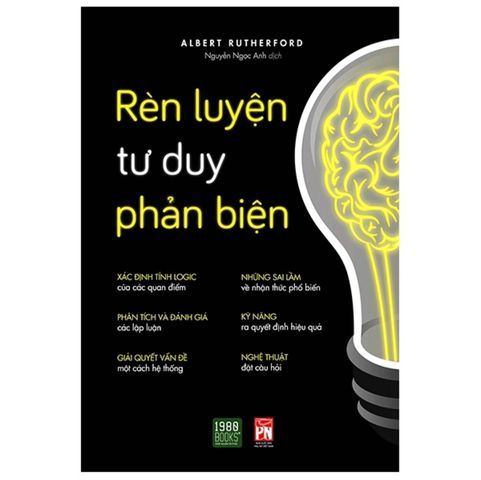 ALBERT RUTHERFORD
Nguyễn Ngọc Anh dịch
Rèn luyện
tư duy
phản biện
XÁC ĐỊNH TÍNH LOGIC
của các quan điểm
NHỮNG SAI LẦM
về nhận thức phổ biến
PHÂN TÍCH VÀ ĐÁNH GIÁ
các lập luận
KỸ NĂNG
ra quyết định hiệu quả
GIẢI QUYẾT VẤN ĐỀ
một cách hệ thống
NGHỆ THUẬT
đặt câu hỏi
1980
BOOKS
PN